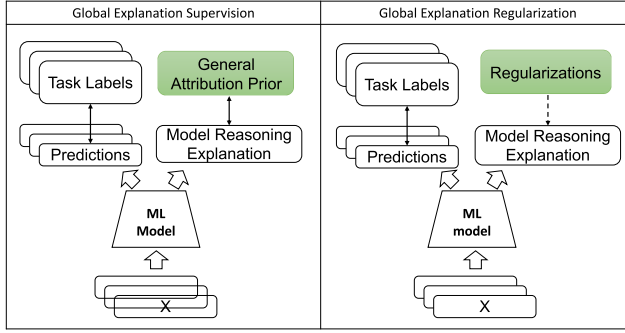 Global Explanation Supervision
Task Labels
General
Attribution Prior
Predictions
Model Reasoning
Explanation
ML
Model
X
Global Explanation Regularization
Task Labels
Regularizations
Predictions
Model Reasoning
Explanation
ML
model
X